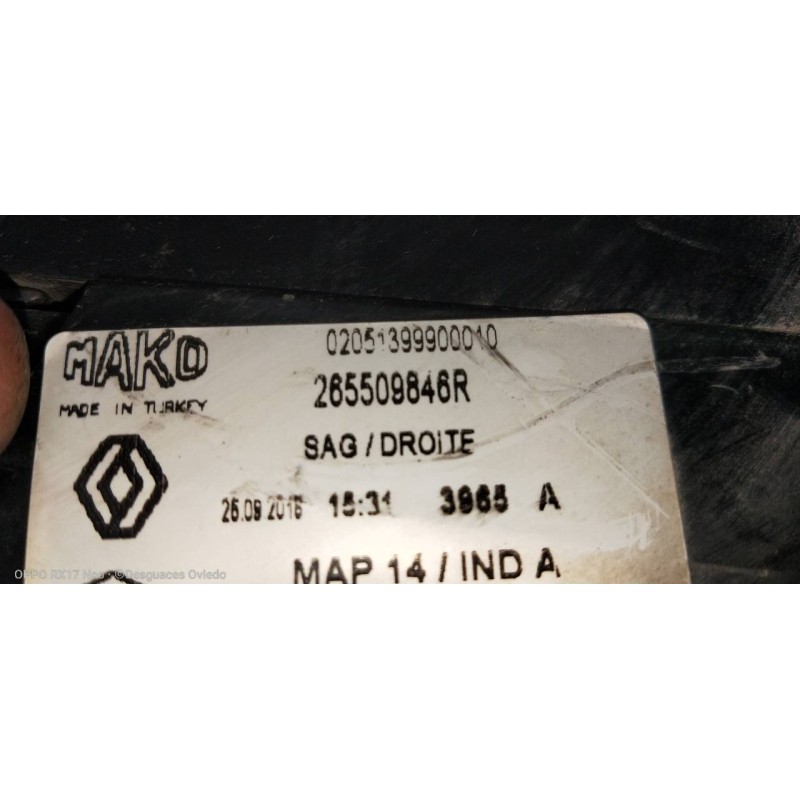 MAKO
MADE IN TURKEY
02051399900010
265509846R
SAG / DROITE
26.09 2016 15:31 3965 A
MAP 14 / IND A
OPPO RX17 Neo · ©Desguaces Oviedo